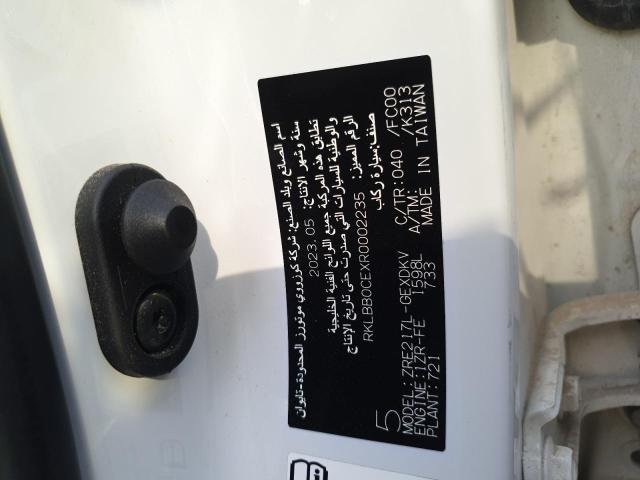 اسم الصانع وبلد الصنع: شركة كوزووي موتورز المحدودة-تايوان
سنة وشهر الإنتاج: 2023.05
تطابق هذه المركبة جميع اللوائح الفنية الخليجية
والوطنية للسيارات التي صدرت حتى تاريخ الإنتاج
الرقم المميز: RKLBB0CEXR0002235
صنف: سيارة ركاب
5
MODEL:ZRE217L-GEXDKV C/TR:040 /FC00
ENGINE:1ZR-FE 1598L A/TM: /K313
PLANT:721 733 MADE IN TAIWAN